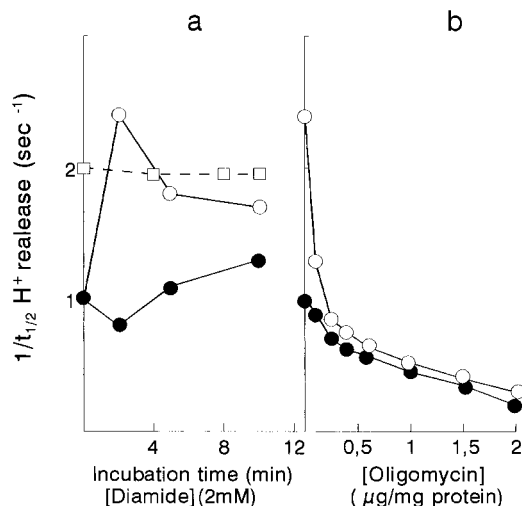 a
b
1/t1/2 H+ realease (sec -1)
2
1
4
8
12
0,5
1
1,5
2
Incubation time (min)
[Diamide](2mM)
[Oligomycin]
( µg/mg protein)